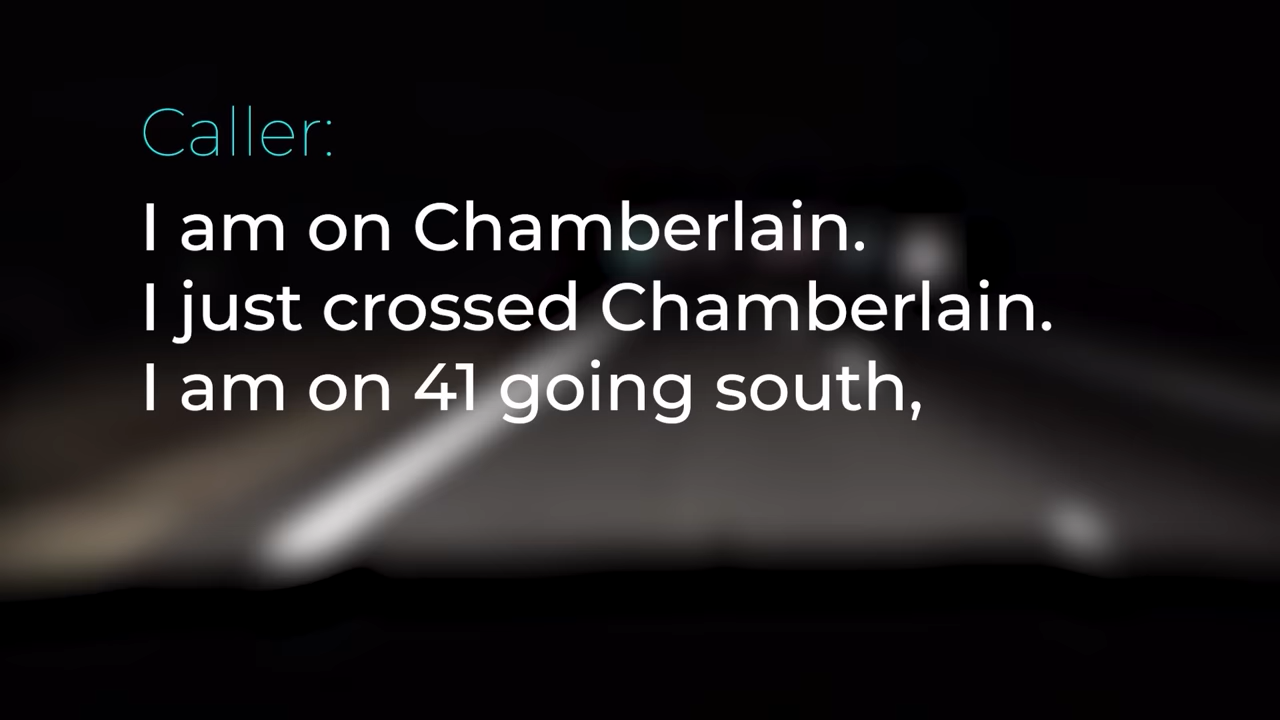 Caller:
I am on Chamberlain.
I just crossed Chamberlain.
I am on 41 going south,